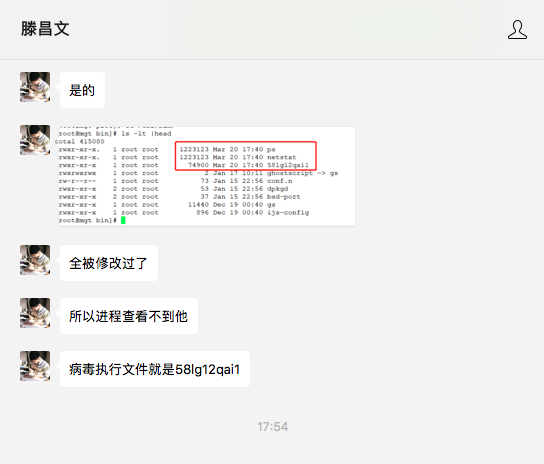 滕昌文
是的
[root@mgt bin]# ls -lt |head
total 415080
rwxr-xr-x. 1 root root 1223123 Mar 20 17:40 ps
rwxr-xr-x. 1 root root 1223123 Mar 20 17:40 netstat
rwxr-xr-x 1 root root 74900 Mar 20 17:40 58lg12qai1
rwxrwxrwx 1 root root 2 Jan 17 10:11 ghostscript -> gs
rw-r--r-- 1 root root 73 Jan 15 22:56 conf.n
rwxr-xr-x 2 root root 53 Jan 15 22:56 dpkgd
rwxr-xr-x 1 root root 37 Jan 15 22:56 bsd-port
rwxr-xr-x 1 root root 11440 Dec 19 00:40 gs
rwxr-xr-x 1 root root 896 Dec 19 00:40 ijs-config
root@mgt bin]#
全被修改过了
所以进程查看不到他
病毒执行文件就是58lg12qai1
17:54